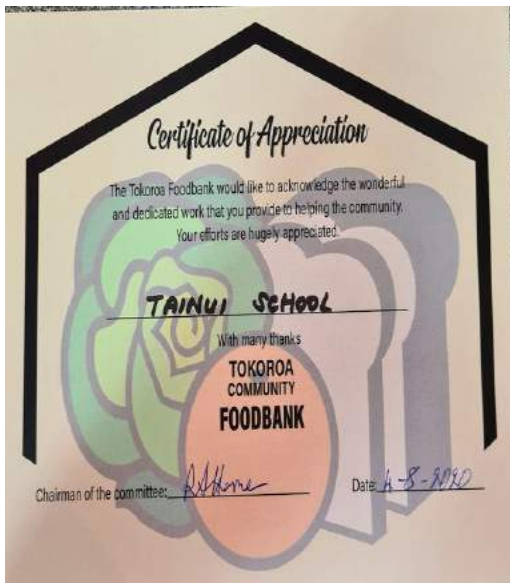 Certificate of Appreciation
The Tokoroa Foodbank would like to acknowledge the wonderful
and dedicated work that you provide to helping the community.
Your efforts are hugely appreciated.
TAINUI SCHOOL
With many thanks
TOKOROA
COMMUNITY
FOODBANK
Chairman of the committee:
Date: -8-2020